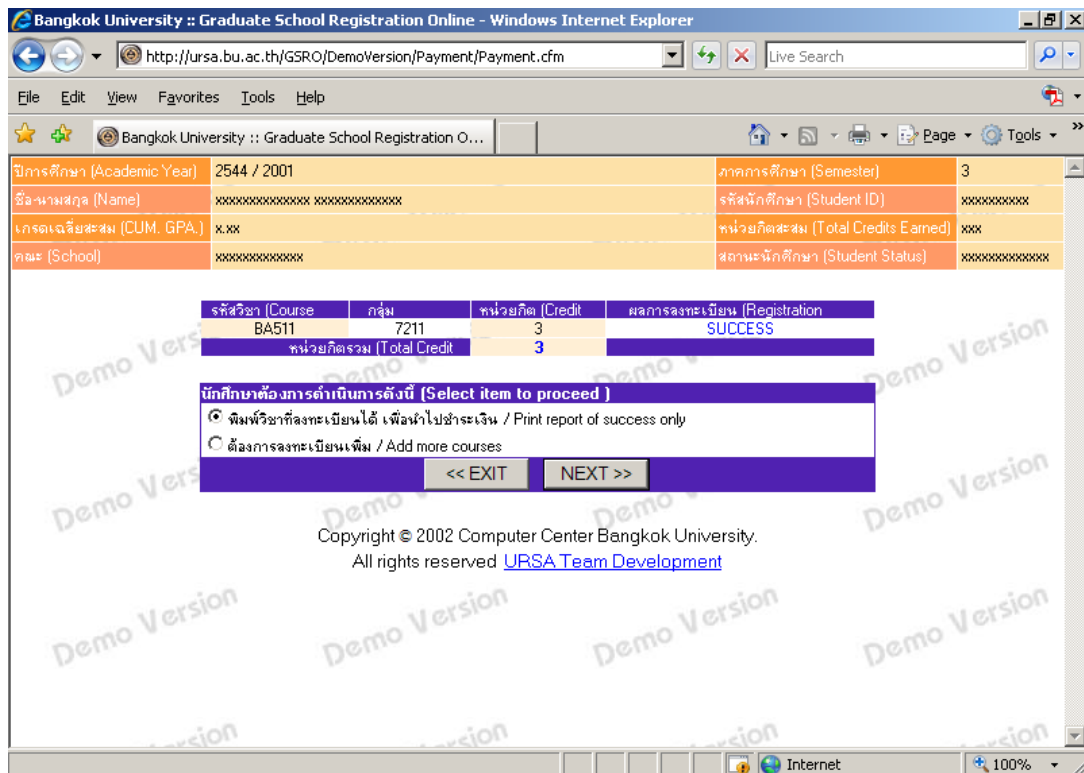 Bangkok University :: Graduate School Registration Online - Windows Internet Explorer
http://ursa.bu.ac.th/GSRO/DemoVersion/Payment/Payment.cfm Live Search
File Edit View Favorites Tools Help
Bangkok University :: Graduate School Registration O... Page Tools
ปีการศึกษา (Academic Year) 2544 / 2001 ภาคการศึกษา (Semester) 3
ชื่อ-นามสกุล (Name) xxxxxxxxxxxxxx xxxxxxxxxxxxx รหัสนักศึกษา (Student ID) xxxxxxxxxx
เกรดเฉลี่ยสะสม (CUM. GPA.) x.xx หน่วยกิตสะสม (Total Credits Earned) xxx
คณะ (School) xxxxxxxxxxxxx สถานะนักศึกษา (Student Status) xxxxxxxxxxxxx
รหัสวิชา (Course กลุ่ม หน่วยกิต (Credit ผลการลงทะเบียน (Registration
BA511 7211 3 SUCCESS
หน่วยกิตรวม (Total Credit 3
นักศึกษาต้องการดำเนินการดังนี้ (Select item to proceed )
พิมพ์วิชาที่ลงทะเบียนได้ เพื่อนำไปชำระเงิน / Print report of success only
ต้องการลงทะเบียนเพิ่ม / Add more courses
<< EXIT NEXT >>
Copyright © 2002 Computer Center Bangkok University.
All rights reserved URSA Team Development
Demo Version Demo Version Demo Version Demo Version
Internet 100%